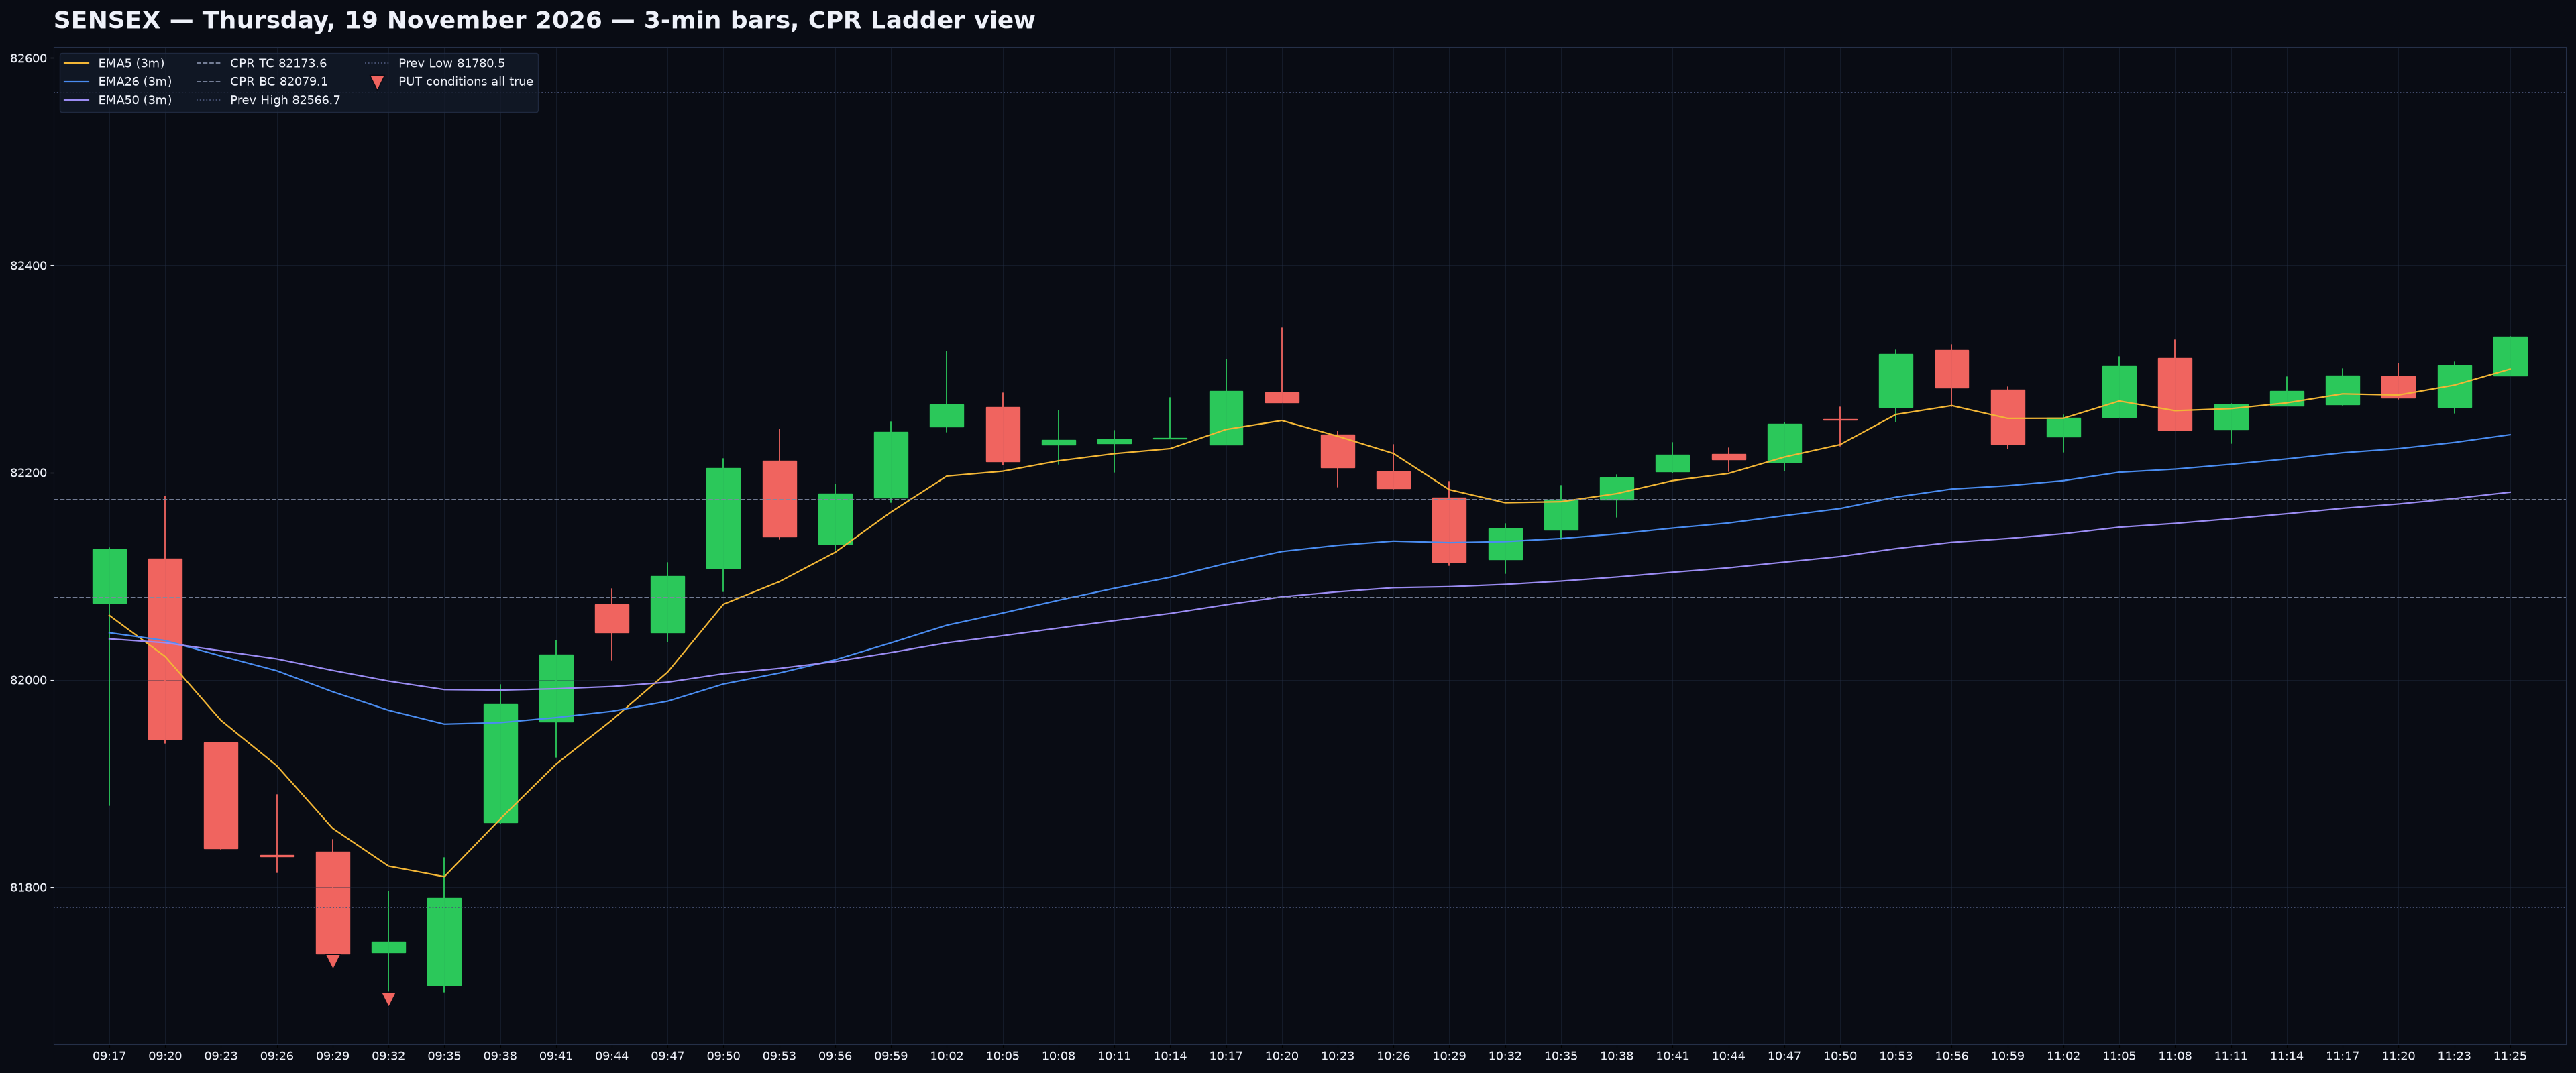 SENSEX — Thursday, 19 November 2026 — 3-min bars, CPR Ladder view
EMA5 (3m) CPR TC 82173.6 Prev Low 81780.5
EMA26 (3m) CPR BC 82079.1 PUT conditions all true
EMA50 (3m) Prev High 82566.7
82600
82400
82200
82000
81800
09:17 09:20 09:23 09:26 09:29 09:32 09:35 09:38 09:41 09:44 09:47 09:50 09:53 09:56 09:59 10:02 10:05 10:08 10:11 10:14 10:17 10:20 10:23 10:26 10:29 10:32 10:35 10:38 10:41 10:44 10:47 10:50 10:53 10:56 10:59 11:02 11:05 11:08 11:11 11:14 11:17 11:20 11:23 11:25